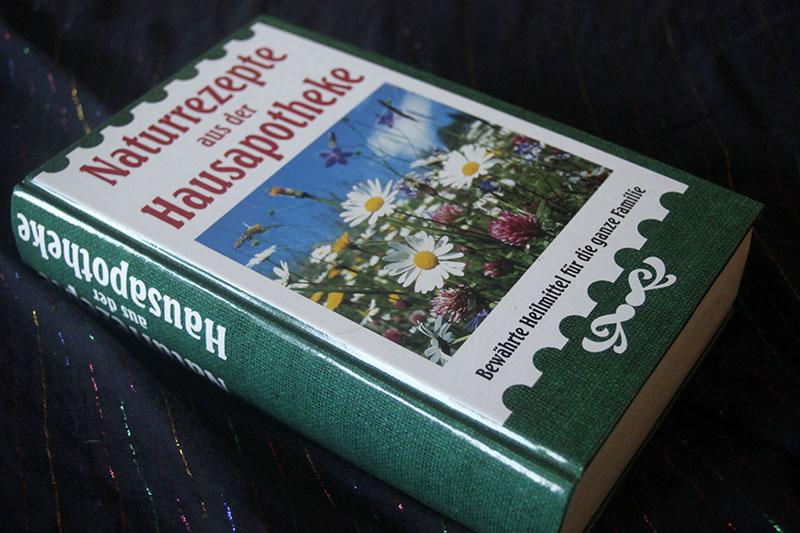 Naturrezepte
aus der
Hausapotheke
Bewährte Heilmittel für die ganze Familie
aus der
Hausapotheke